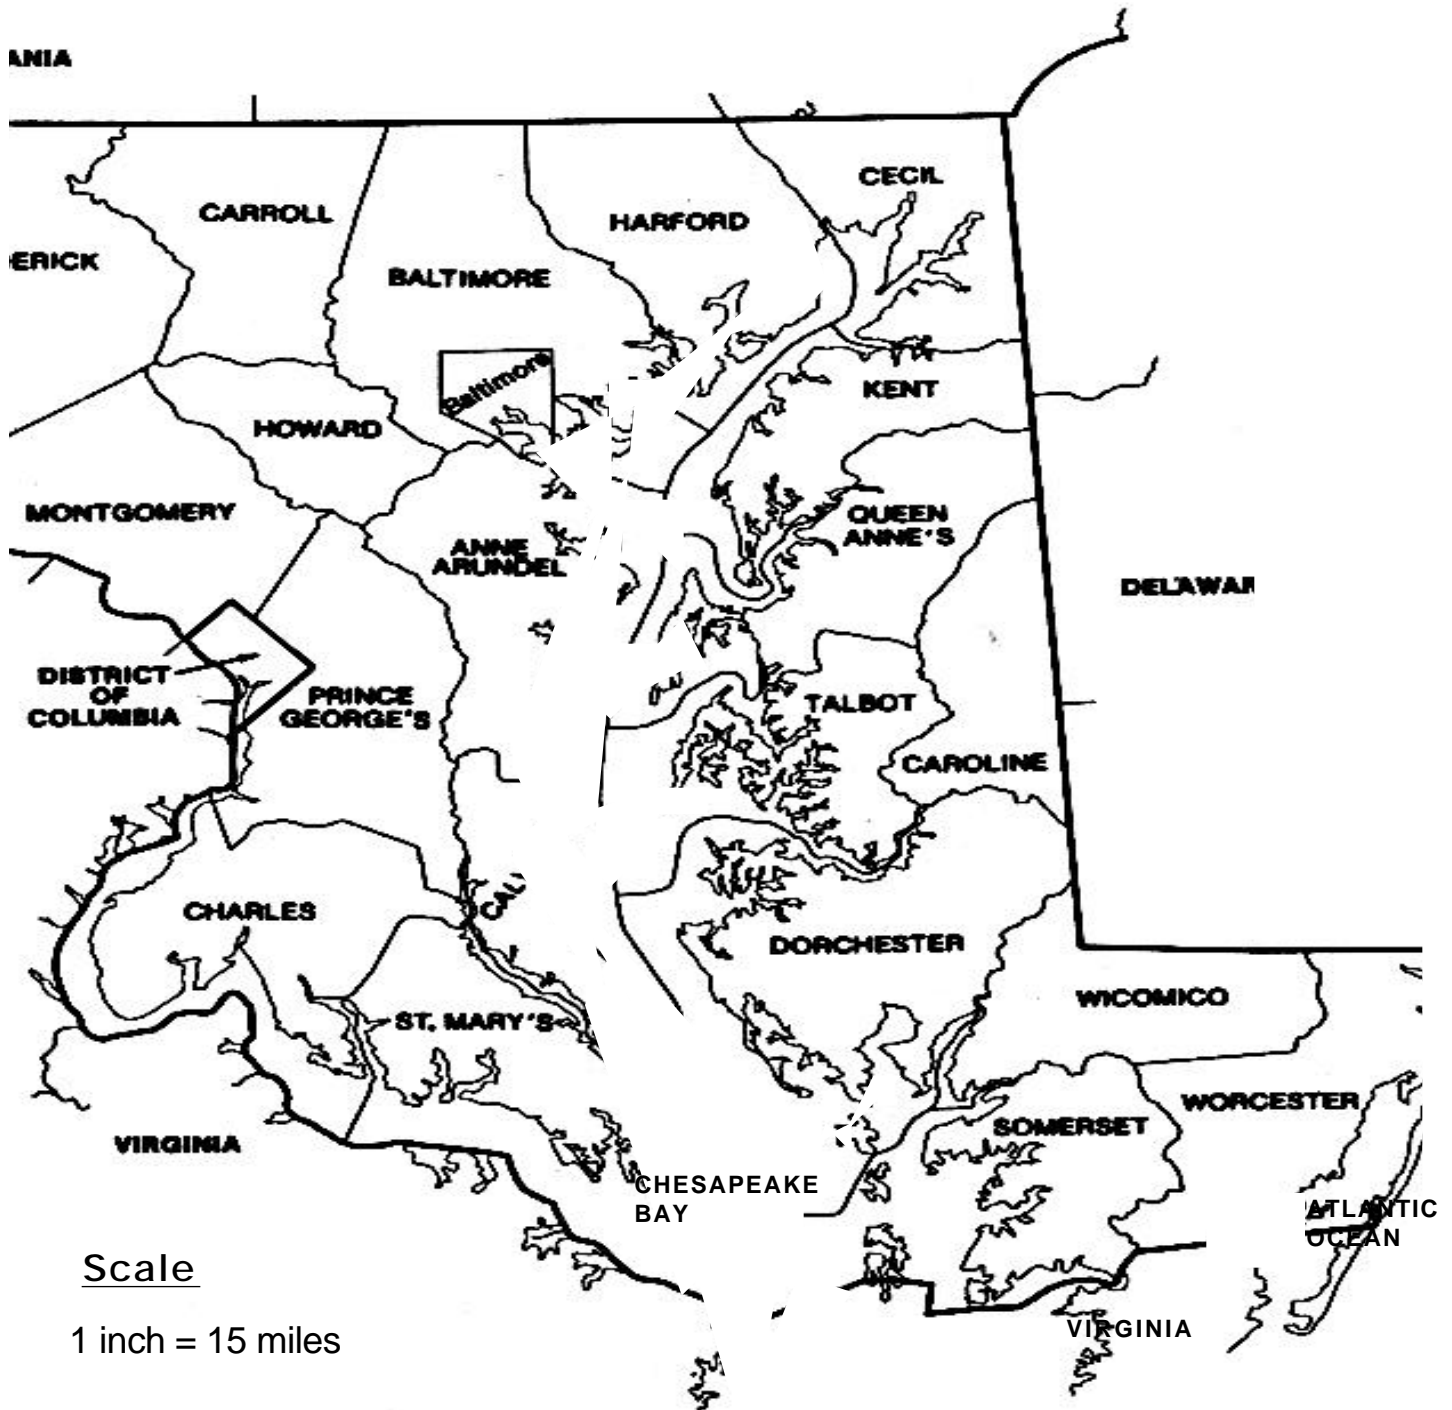 ANIA
CECIL
CARROLL
HARFORD
ERICK
BALTIMORE
Baltimore
KENT
HOWARD
MONTGOMERY
QUEEN
ANNE'S
ANNE
ARUNDEL
DELAWAR
DISTRICT
OF
COLUMBIA
PRINCE
GEORGE'S
TALBOT
CAROLINE
CAL
CHARLES
DORCHESTER
WICOMICO
ST. MARY'S
WORCESTER
SOMERSET
VIRGINIA
CHESAPEAKE
BAY
ATLANTIC
OCEAN
Scale
1 inch = 15 miles
VIRGINIA